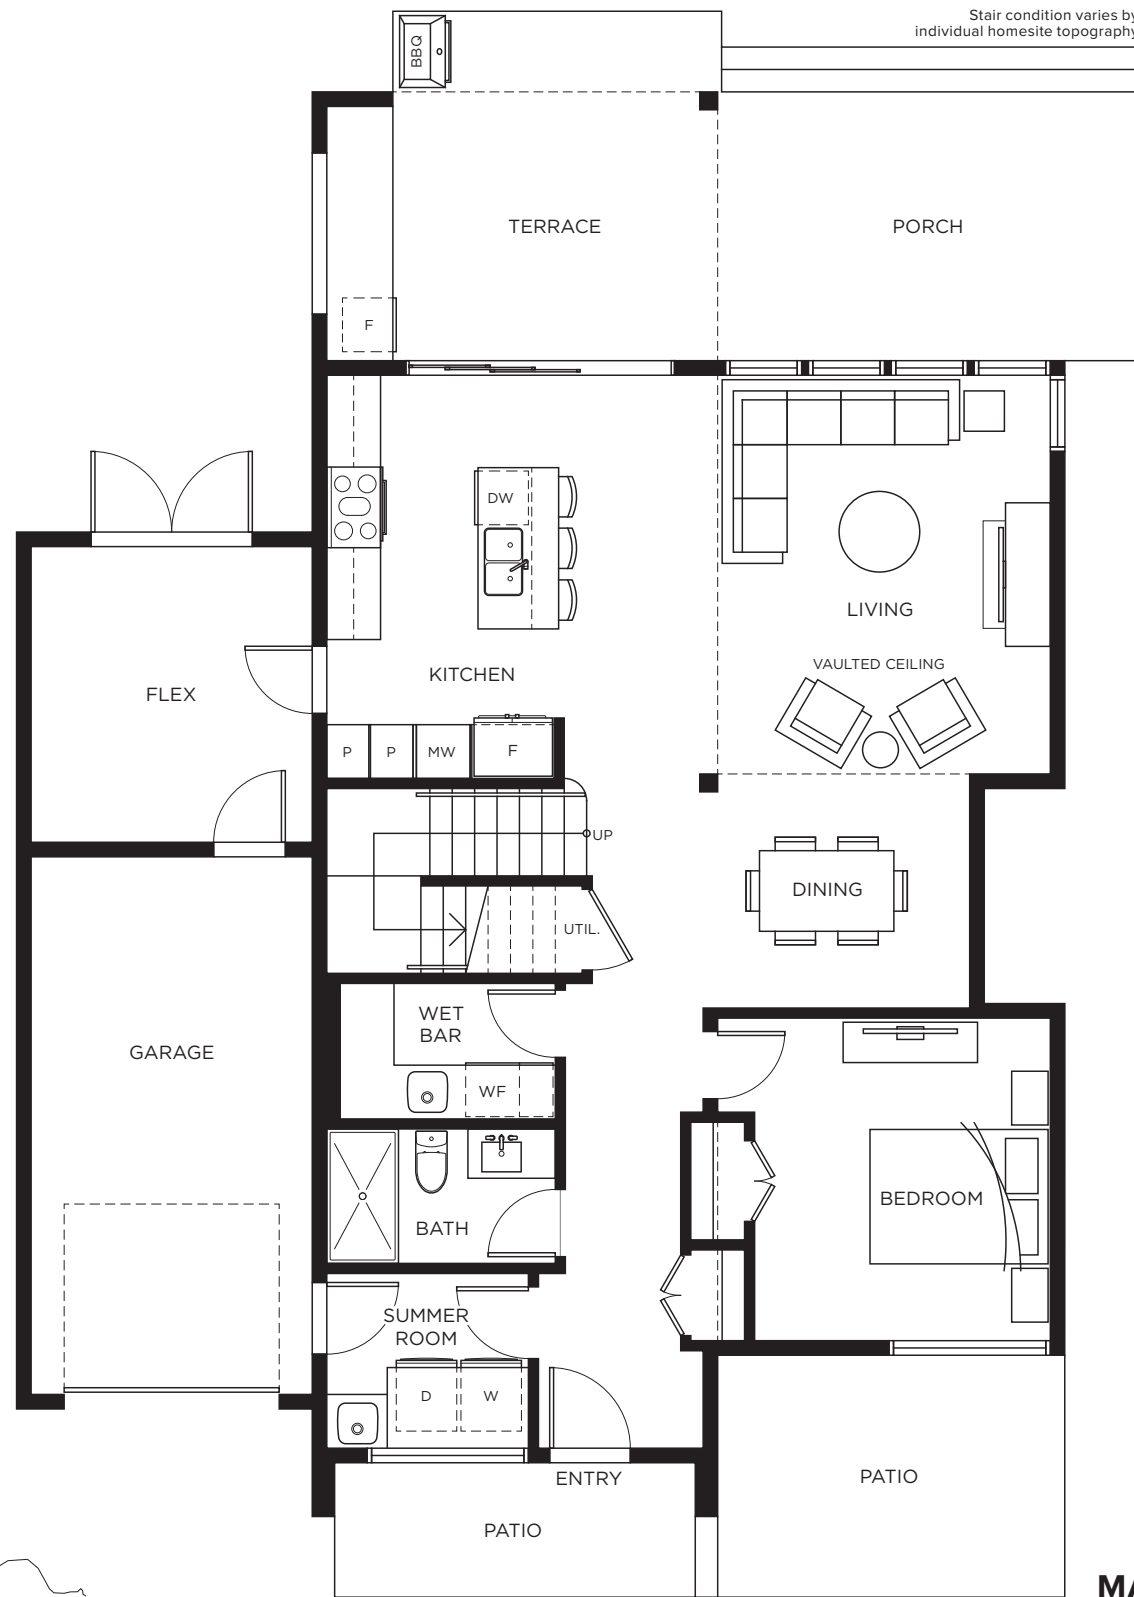 Stair condition varies by
individual homesite topography
BBQ
TERRACE
PORCH
F
DW
LIVING
VAULTED CEILING
KITCHEN
FLEX
P
P
MW
F
UP
DINING
UTIL.
WET
BAR
GARAGE
WF
BEDROOM
BATH
SUMMER
ROOM
D
W
ENTRY
PATIO
PATIO
MA